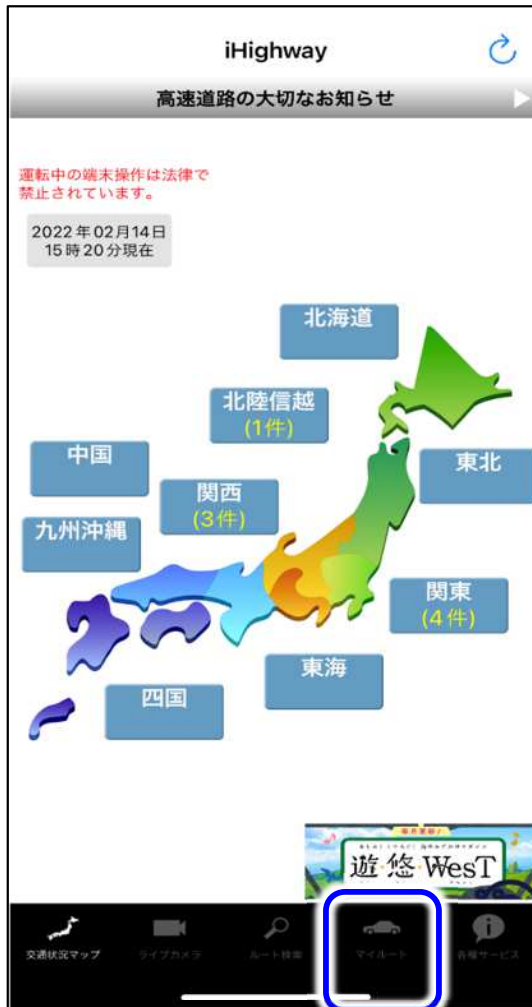 iHighway
高速道路の大切なお知らせ
運転中の端末操作は法律で
禁止されています。
2022年02月14日
15時20分現在
北海道
北陸信越
(1件)
中国
東北
関西
(3件)
九州沖縄
関東
(4件)
東海
四国
遊・悠・WesT
交通状況マップ
ライブカメラ
ルート検索
マイルート
各種サービス